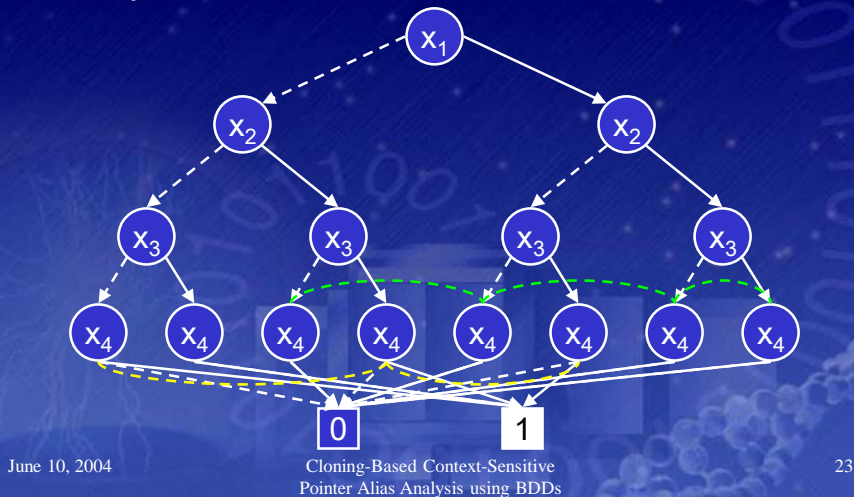 x₁
x₂ x₂
x₃ x₃ x₃ x₃
x₄ x₄ x₄ x₄ x₄ x₄ x₄ x₄
0 1
June 10, 2004
Cloning-Based Context-Sensitive
Pointer Alias Analysis using BDDs
23